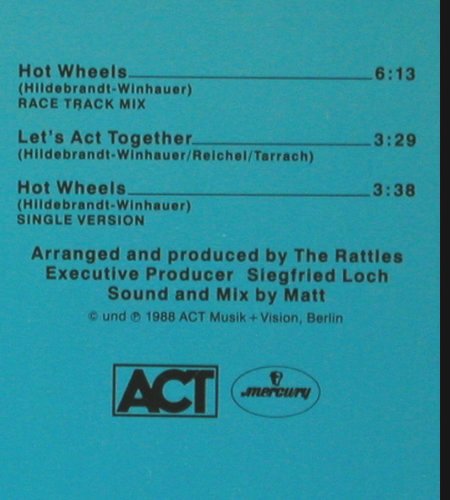 Hot Wheels 6:13
(Hildebrandt-Winhauer)
RACE TRACK MIX
Let's Act Together 3:29
(Hildebrandt-Winhauer/Reichel/Tarrach)
Hot Wheels 3:38
(Hildebrandt-Winhauer)
SINGLE VERSION
Arranged and produced by The Rattles
Executive Producer Siegfried Loch
Sound and Mix by Matt
© und ℗ 1988 ACT Musik + Vision, Berlin
ACT mercury